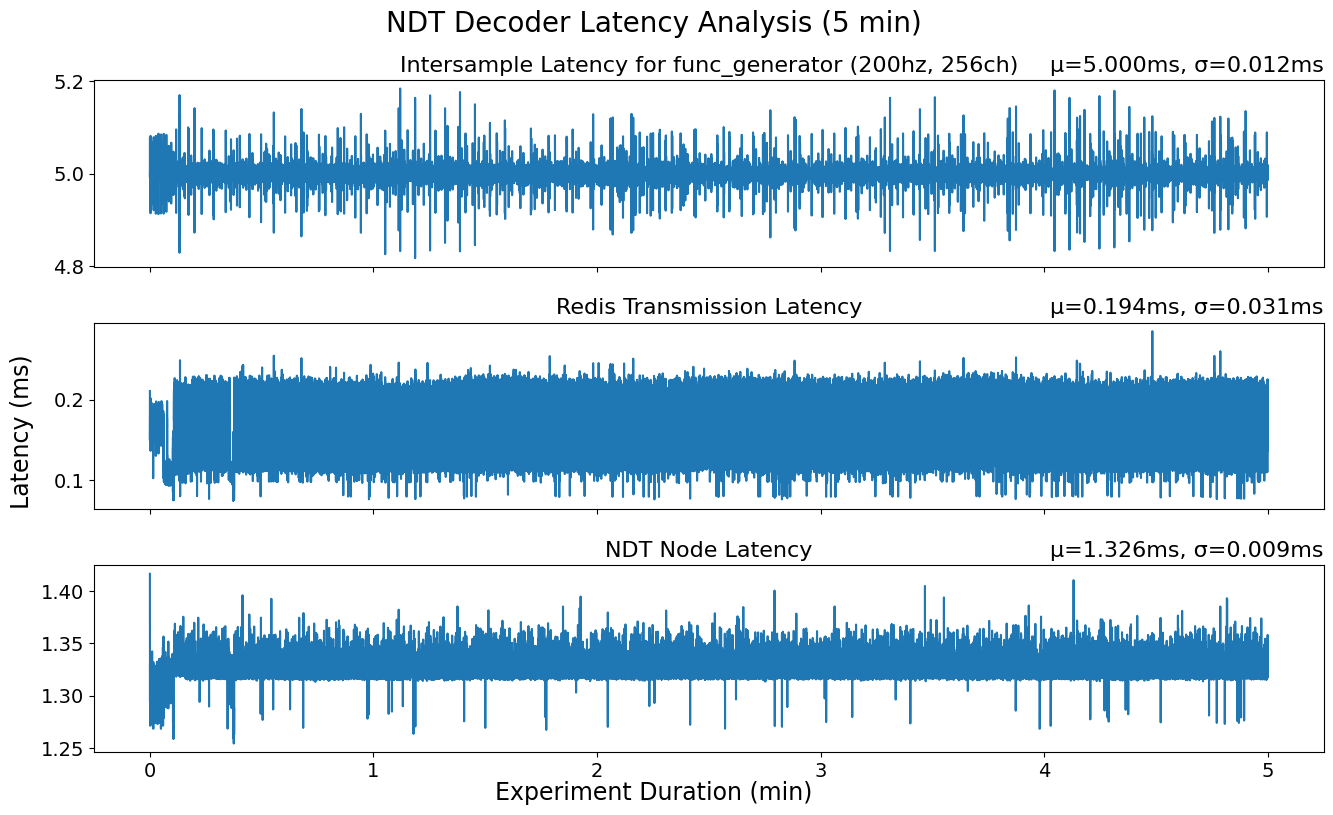 NDT Decoder Latency Analysis (5 min)
Intersample Latency for func_generator (200hz, 256ch) μ=5.000ms, σ=0.012ms
5.2
5.0
4.8
Redis Transmission Latency μ=0.194ms, σ=0.031ms
0.2
0.1
Latency (ms)
NDT Node Latency μ=1.326ms, σ=0.009ms
1.40
1.35
1.30
1.25
0 1 2 3 4 5
Experiment Duration (min)